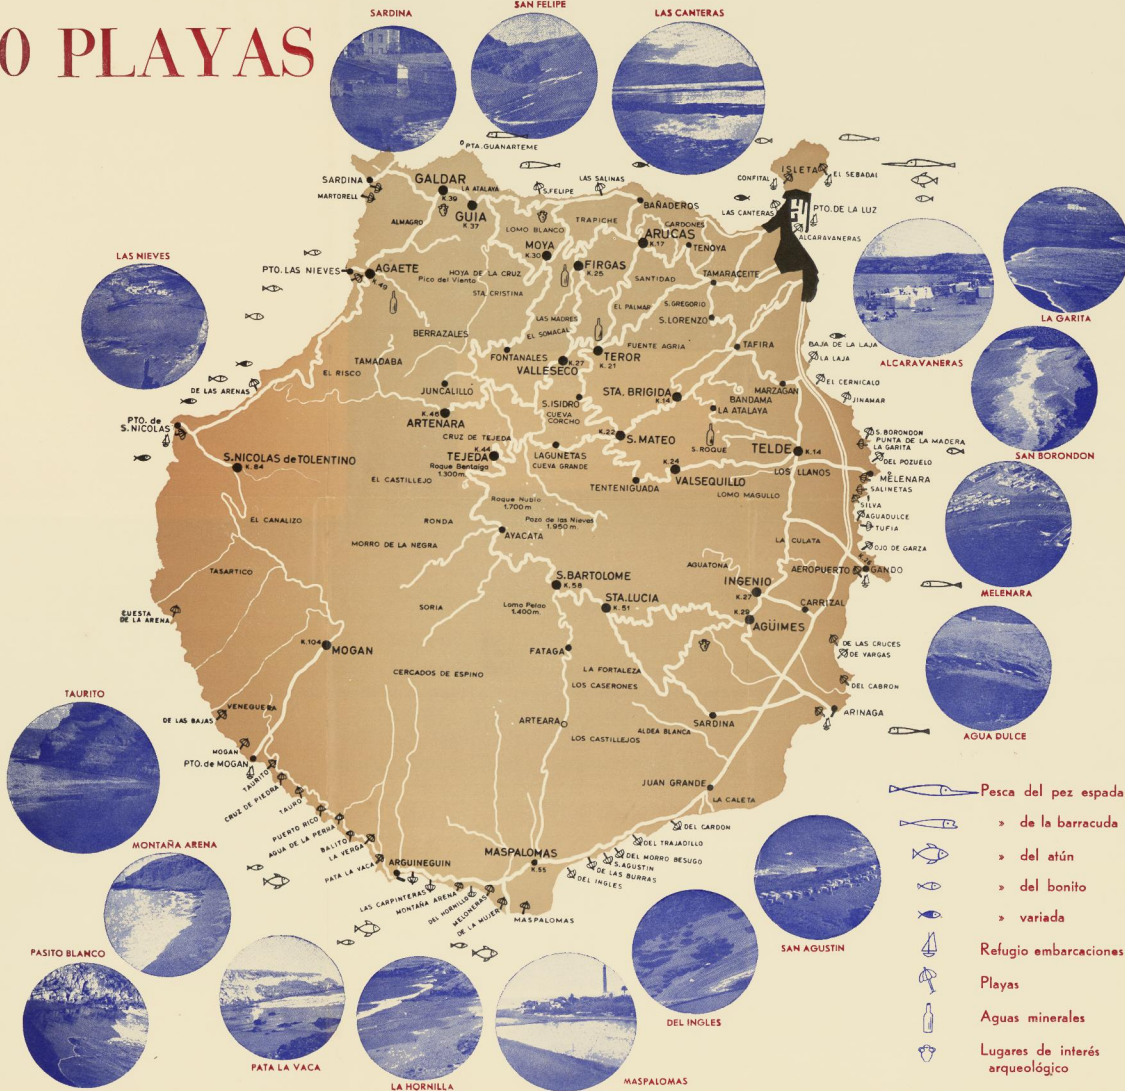 0 PLAYAS
SARDINA
SAN FELIPE
LAS CANTERAS
PTA. GUANARTEME
SARDINA
MARTORELL
GALDAR
K.39
LA ATALAYA
GUIA
K.37
ALMAGRO
S.FELIPE
LAS SALINAS
LOMO BLANCO
TRAPICHE
BAÑADEROS
CARDONES
ARUCAS
K.17
TENOYA
MOYA
K.30
FIRGAS
K.25
ISLETA
CONFITAL
EL SEBADAL
LAS CANTERAS
PTO.DE LA LUZ
ALCARAVANERAS
LAS NIEVES
PTO.LAS NIEVES
AGAETE
K.49
HOYA DE LA CRUZ
Pico del Viento
STA. CRISTINA
SANTIDAD
TAMARACEITE
EL PALMAR
S.GREGORIO
S.LORENZO
LAS MADRES
EL SOMACAL
BERRAZALES
FUENTE AGRIA
TAFIRA
LA GARITA
ALCARAVANERAS
BAJA DE LA LAJA
LA LAJA
TAMADABA
EL RISCO
FONTANALES
K.27
VALLESECO
TEROR
K. 21
DE LAS ARENAS
JUNCALILLO
S.ISIDRO
CUEVA
CORCHO
STA. BRIGIDA
K.14
MARZAGAN
BANDAMA
LA ATALAYA
EL CERNICALO
JINAMAR
K.48
ARTENARA
PTO. de
S.NICOLAS
CRUZ DE TEJEDA
K.44
TEJEDA
Roque Bentaiga
1.300m.
LAGUNETAS
CUEVA GRANDE
K.22
S.MATEO
S.ROQUE
TELDE
K.14
S.BORONDON
PUNTA DE LA MADERA
LA GARITA
DEL POZUELO
SAN BORONDON
S.NICOLAS de TOLENTINO
K.84
EL CASTILLEJO
K.24
VALSEQUILLO
TENTENIGUADA
LOS LLANOS
LOMO MAGULLO
MELENARA
SALINETAS
SILVA
AGUADULCE
TUFIA
OJO DE GARZA
Roque Nublo
1.700m
Pozo de las Nieves
1.950m.
EL CANALIZO
RONDA
AYACATA
MORRO DE LA NEGRA
LA CULATA
TASARTICO
AGUATONA
AEROPUERTO
GANDO
MELENARA
S.BARTOLOME
K.58
INGENIO
K.27
CUESTA
DE LA ARENA
SORIA
Lomo Pelao
1.400m.
STA.LUCIA
K.51
K.29
CARRIZAL
AGÜIMES
K.104
MOGAN
FATAGA
DE LAS CRUCES
DE VARGAS
CERCADOS DE ESPINO
LA FORTALEZA
LOS CASERONES
DEL CABRON
TAURITO
VENEGUERA
DE LAS BAJAS
ARINAGA
AGUA DULCE
ARTEARA
SARDINA
ALDEA BLANCA
LOS CASTILLEJOS
MOGAN
PTO.de MOGAN
TAURITO
CRUZ DE PIEDRA
TAURO
PUERTO RICO
AGUA DE LA PERRA
BALITO
LA VERGA
PATA LA VACA
JUAN GRANDE
LA CALETA
DEL CARDON
DEL TRAJADILLO
DEL MORRO BESUGO
S.AGUSTIN
DE LAS BURRAS
DEL INGLES
MASPALOMAS
K.55
ARGUINEGUIN
LAS CARPINTERAS
MONTAÑA ARENA
DEL HORNILLO
MELONERAS
DE LA MUJER
MASPALOMAS
MONTAÑA ARENA
PASITO BLANCO
PATA LA VACA
LA HORNILLA
MASPALOMAS
DEL INGLES
SAN AGUSTIN
Pesca del pez espada
» de la barracuda
» del atún
» del bonito
» variada
Refugio embarcaciones
Playas
Aguas minerales
Lugares de interés
arqueológico